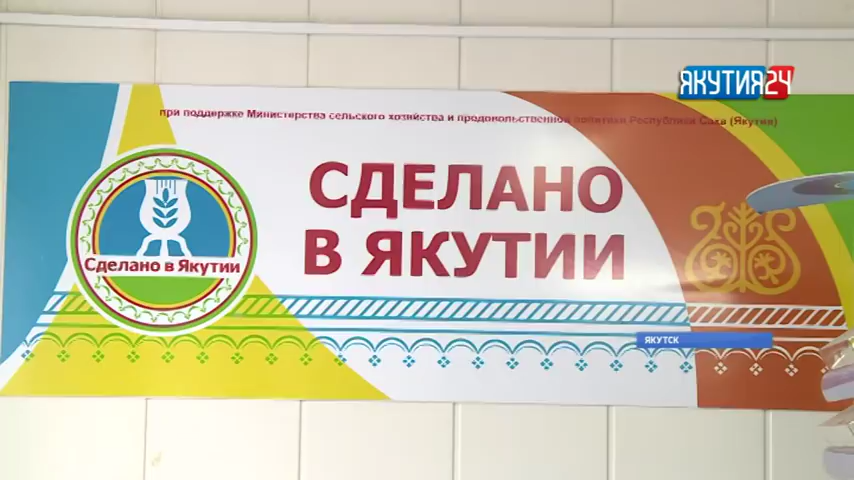 ЯКУТИЯ24
при поддержке Министерства сельского хозяйства и продовольственной политики Республики Саха (Якутия)
СДЕЛАНО
В ЯКУТИИ
Сделано в Якутии
ЯКУТСК